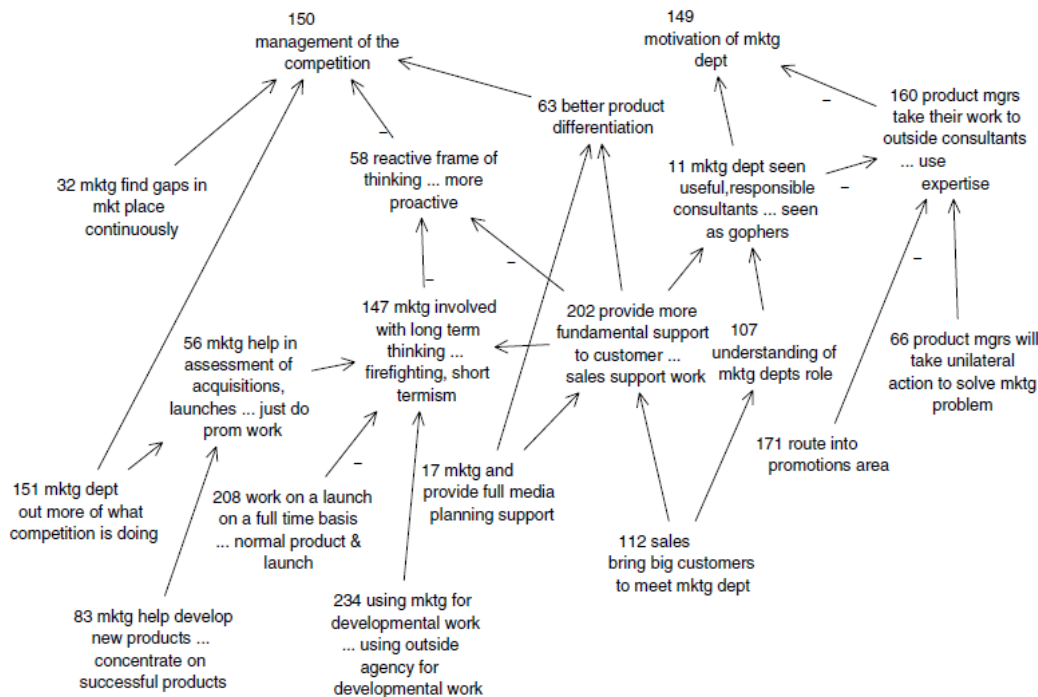 150
management of the
competition
149
motivation of mktg
dept
63 better product
differentiation
160 product mgrs
take their work to
outside consultants
... use
expertise
58 reactive frame of
thinking ... more
proactive
11 mktg dept seen
useful,responsible
consultants ... seen
as gophers
32 mktg find gaps in
mkt place
continuously
147 mktg involved
with long term
thinking ...
firefighting, short
termism
202 provide more
fundamental support
to customer ...
sales support work
107
understanding of
mktg depts role
66 product mgrs will
take unilateral
action to solve mktg
problem
56 mktg help in
assessment of
acquisitions,
launches ... just do
prom work
171 route into
promotions area
151 mktg dept
out more of what
competition is doing
208 work on a launch
on a full time basis
... normal product &
launch
17 mktg and
provide full media
planning support
112 sales
bring big customers
to meet mktg dept
83 mktg help develop
new products ...
concentrate on
successful products
234 using mktg for
developmental work
... using outside
agency for
developmental work
–
–
–
–
–
–
–